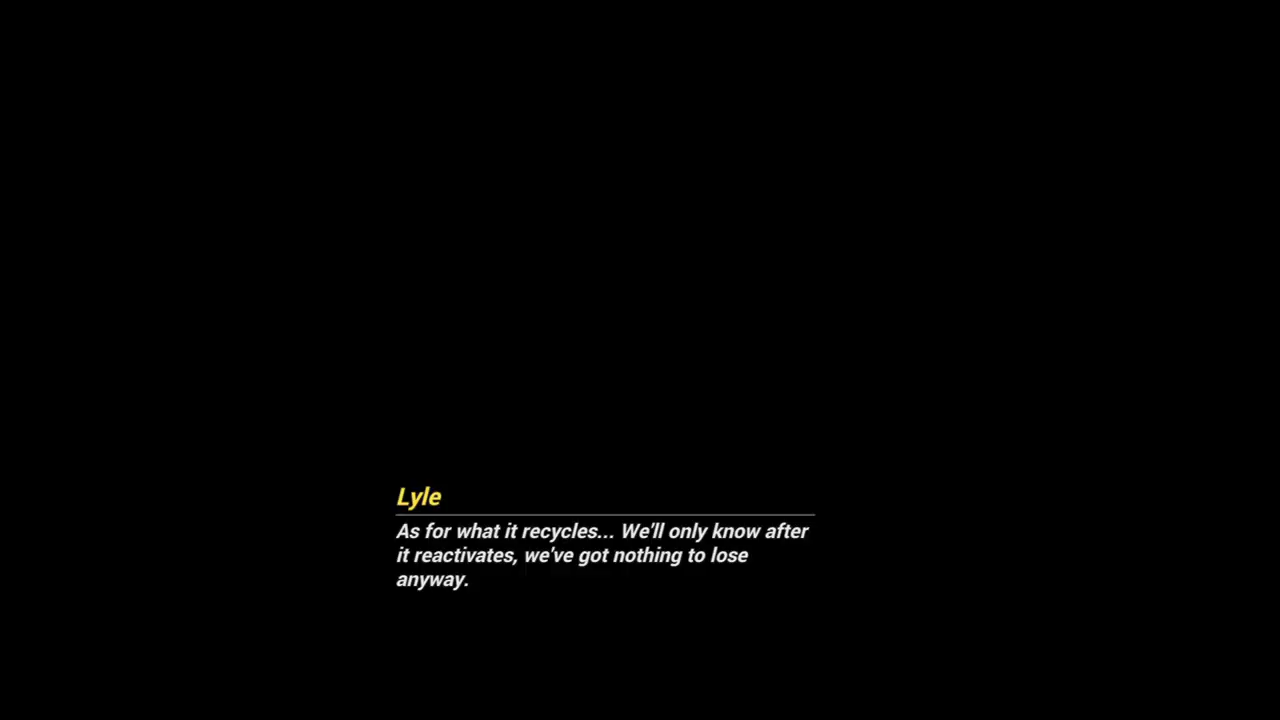 Lyle
As for what it recycles... We'll only know after
it reactivates, we've got nothing to lose
anyway.